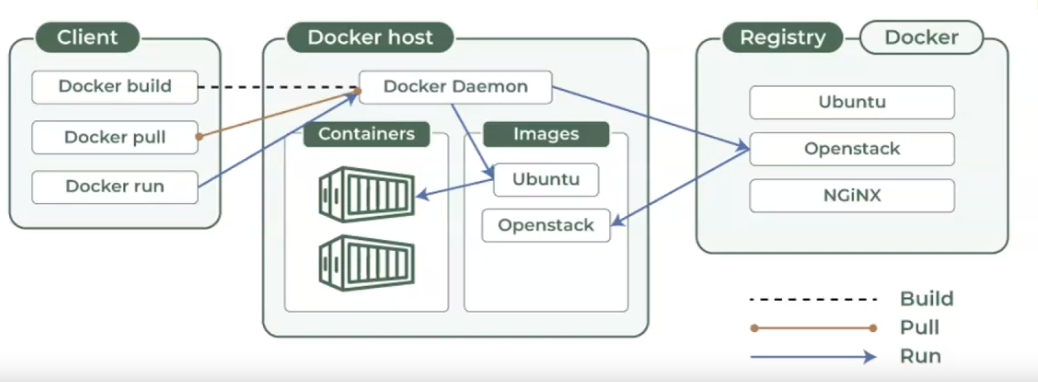 Client
Docker build
Docker pull
Docker run
Docker host
Docker Daemon
Containers
Images
Ubuntu
Openstack
Registry
Docker
Ubuntu
Openstack
NGiNX
Build
Pull
Run